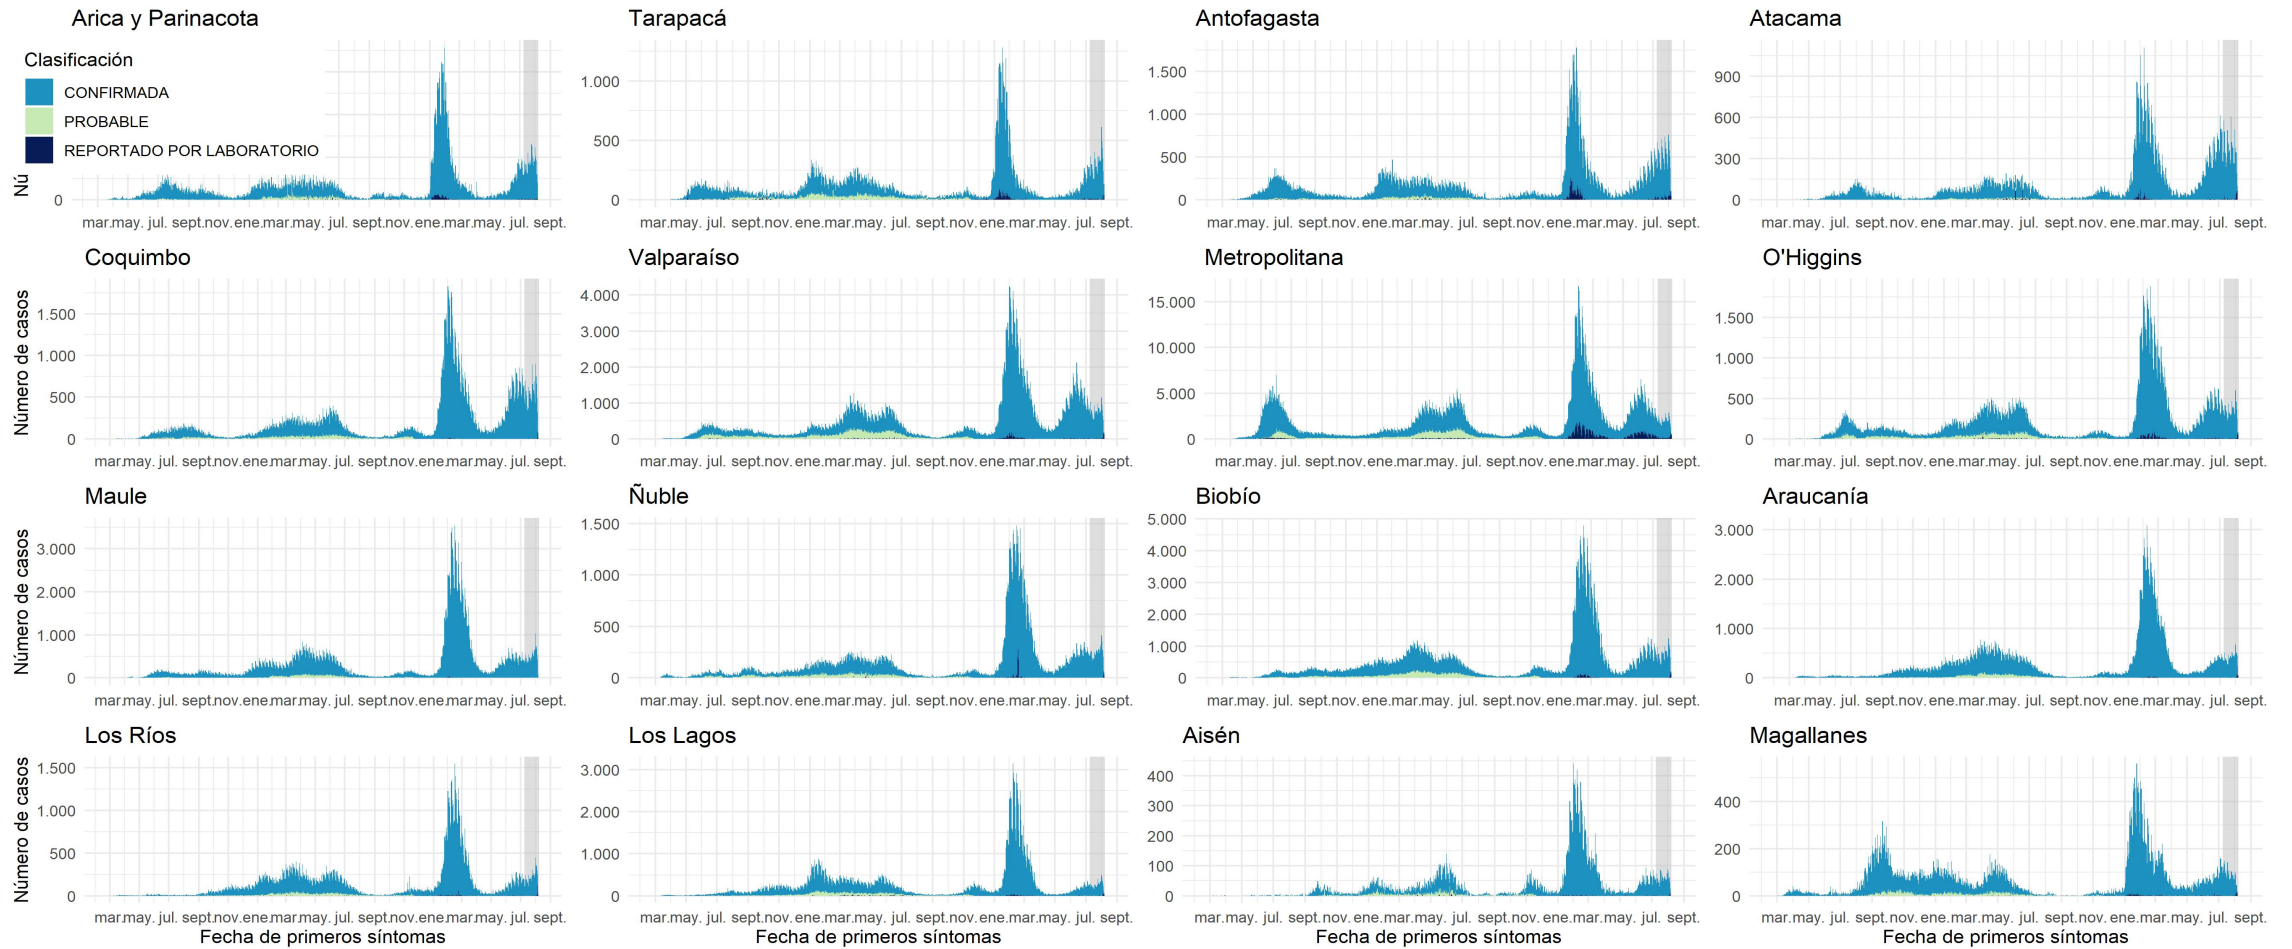 Arica y Parinacota
Clasificación
CONFIRMADA
PROBABLE
REPORTADO POR LABORATORIO
Nú
0
mar. may. jul. sept. nov. ene. mar. may. jul. sept. nov. ene. mar. may. jul. sept.
Tarapacá
1.000
500
0
mar. may. jul. sept. nov. ene. mar. may. jul. sept. nov. ene. mar. may. jul. sept.
Antofagasta
1.500
1.000
500
0
mar. may. jul. sept. nov. ene. mar. may. jul. sept. nov. ene. mar. may. jul. sept.
Atacama
900
600
300
0
mar. may. jul. sept. nov. ene. mar. may. jul. sept. nov. ene. mar. may. jul. sept.
Coquimbo
Número de casos
1.500
1.000
500
0
mar. may. jul. sept. nov. ene. mar. may. jul. sept. nov. ene. mar. may. jul. sept.
Valparaíso
4.000
3.000
2.000
1.000
0
mar. may. jul. sept. nov. ene. mar. may. jul. sept. nov. ene. mar. may. jul. sept.
Metropolitana
15.000
10.000
5.000
0
mar. may. jul. sept. nov. ene. mar. may. jul. sept. nov. ene. mar. may. jul. sept.
O'Higgins
1.500
1.000
500
0
mar. may. jul. sept. nov. ene. mar. may. jul. sept. nov. ene. mar. may. jul. sept.
Maule
Número de casos
3.000
2.000
1.000
0
mar. may. jul. sept. nov. ene. mar. may. jul. sept. nov. ene. mar. may. jul. sept.
Ñuble
1.500
1.000
500
0
mar. may. jul. sept. nov. ene. mar. may. jul. sept. nov. ene. mar. may. jul. sept.
Biobío
5.000
4.000
3.000
2.000
1.000
0
mar. may. jul. sept. nov. ene. mar. may. jul. sept. nov. ene. mar. may. jul. sept.
Araucanía
3.000
2.000
1.000
0
mar. may. jul. sept. nov. ene. mar. may. jul. sept. nov. ene. mar. may. jul. sept.
Los Ríos
Número de casos
1.500
1.000
500
0
mar. may. jul. sept. nov. ene. mar. may. jul. sept. nov. ene. mar. may. jul. sept.
Fecha de primeros síntomas
Los Lagos
3.000
2.000
1.000
0
mar. may. jul. sept. nov. ene. mar. may. jul. sept. nov. ene. mar. may. jul. sept.
Fecha de primeros síntomas
Aisén
400
300
200
100
0
mar. may. jul. sept. nov. ene. mar. may. jul. sept. nov. ene. mar. may. jul. sept.
Fecha de primeros síntomas
Magallanes
400
200
0
mar. may. jul. sept. nov. ene. mar. may. jul. sept. nov. ene. mar. may. jul. sept.
Fecha de primeros síntomas